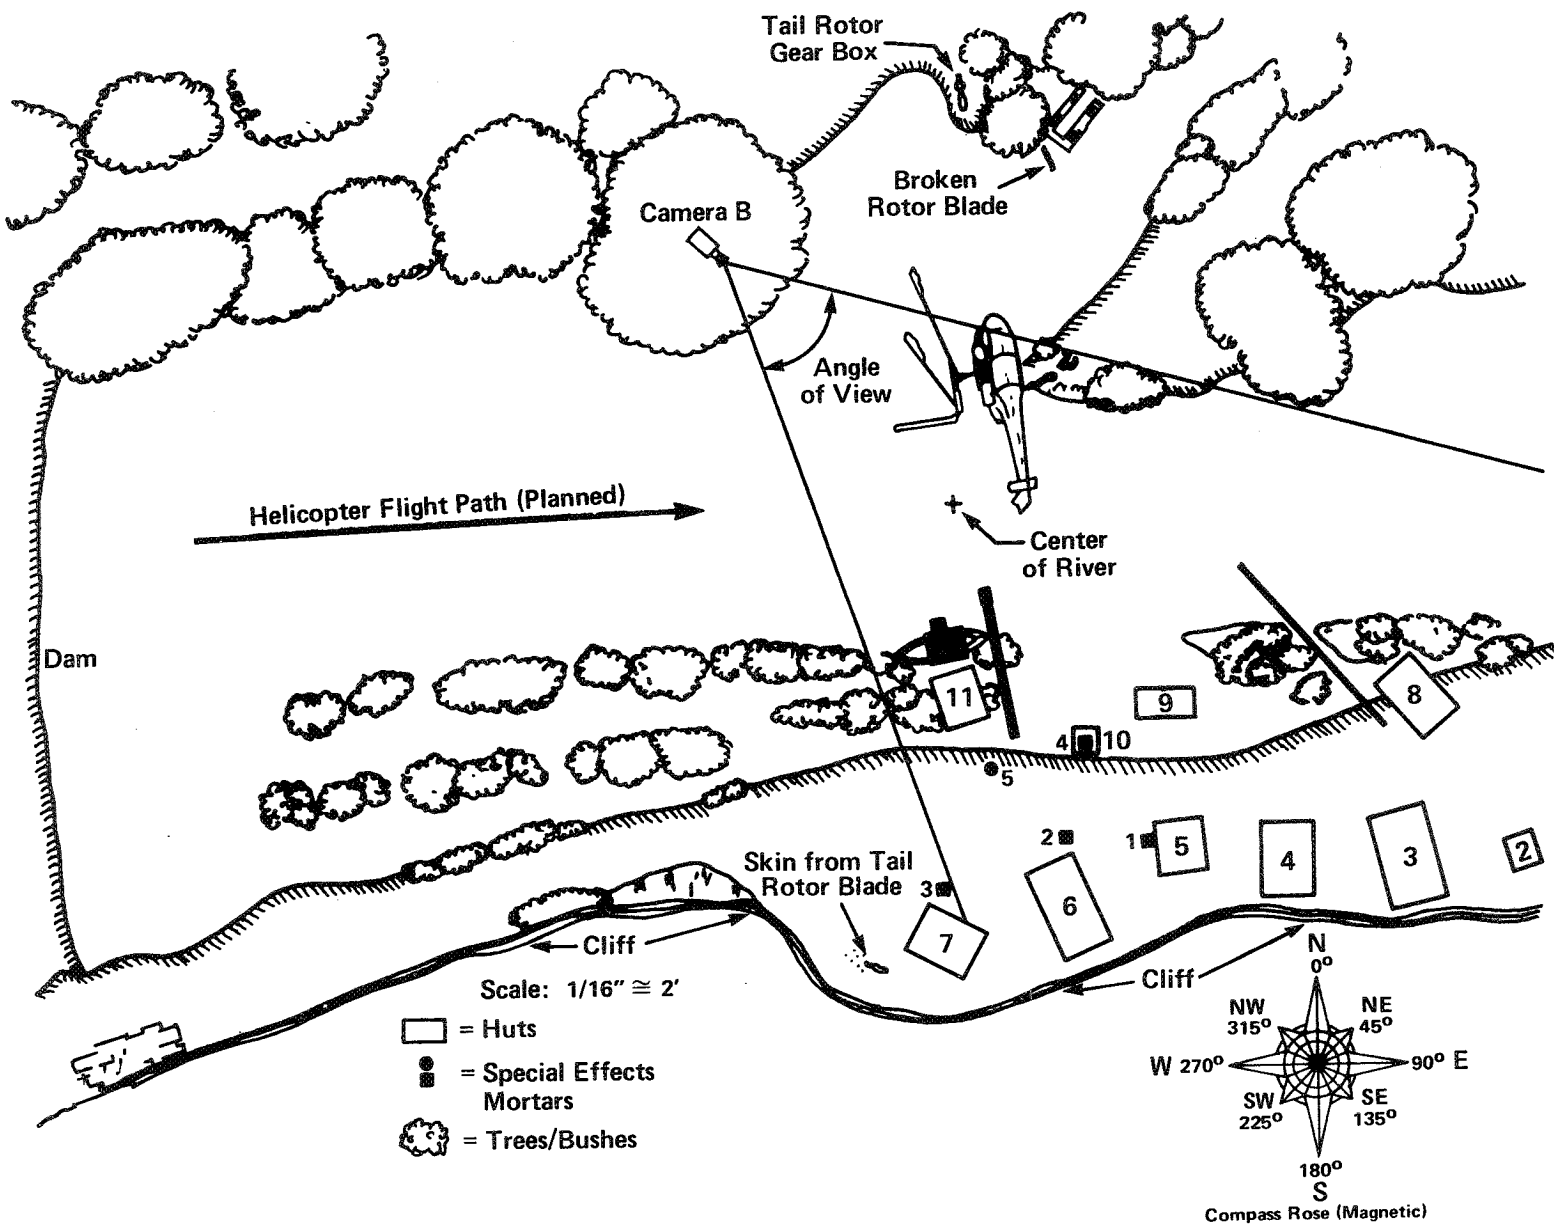 Tail Rotor
Gear Box
Broken
Rotor Blade
Camera B
Angle
of View
Helicopter Flight Path (Planned)
Center
of River
Dam
11
9
8
4
10
5
2
1
5
4
3
2
6
3
7
Skin from Tail
Rotor Blade
Cliff
Cliff
Scale: 1/16" ≅ 2'
= Huts
= Special Effects
Mortars
= Trees/Bushes
N
0°
NW
315°
NE
45°
W 270°
90° E
SW
225°
SE
135°
180°
S
Compass Rose (Magnetic)